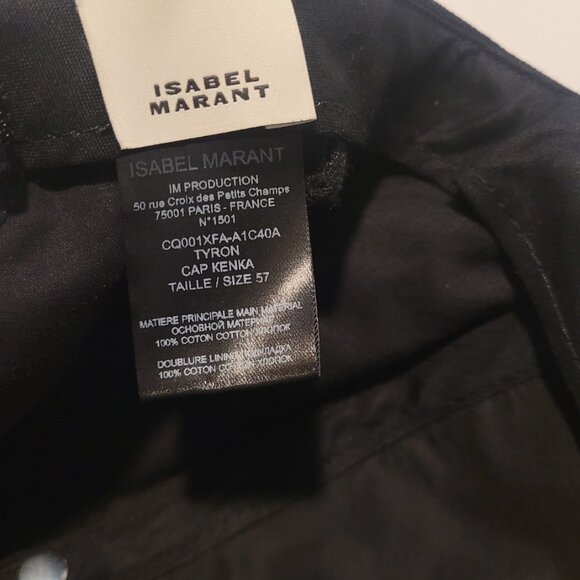 ISABEL
MARANT
ISABEL MARANT
IM PRODUCTION
50 rue Croix des Petits Champs
75001 PARIS - FRANCE
N°1501
CQ001XFA-A1C40A
TYRON
CAP KENKA
TAILLE / SIZE 57
MATIERE PRINCIPALE MAIN MATERIAL
ОСНОВНОЙ МАТЕРИАЛ
100% COTON COTTON ХЛОПОК
DOUBLURE LINING ПОДКЛАДКА
100% COTON COTTON ХЛОПОК